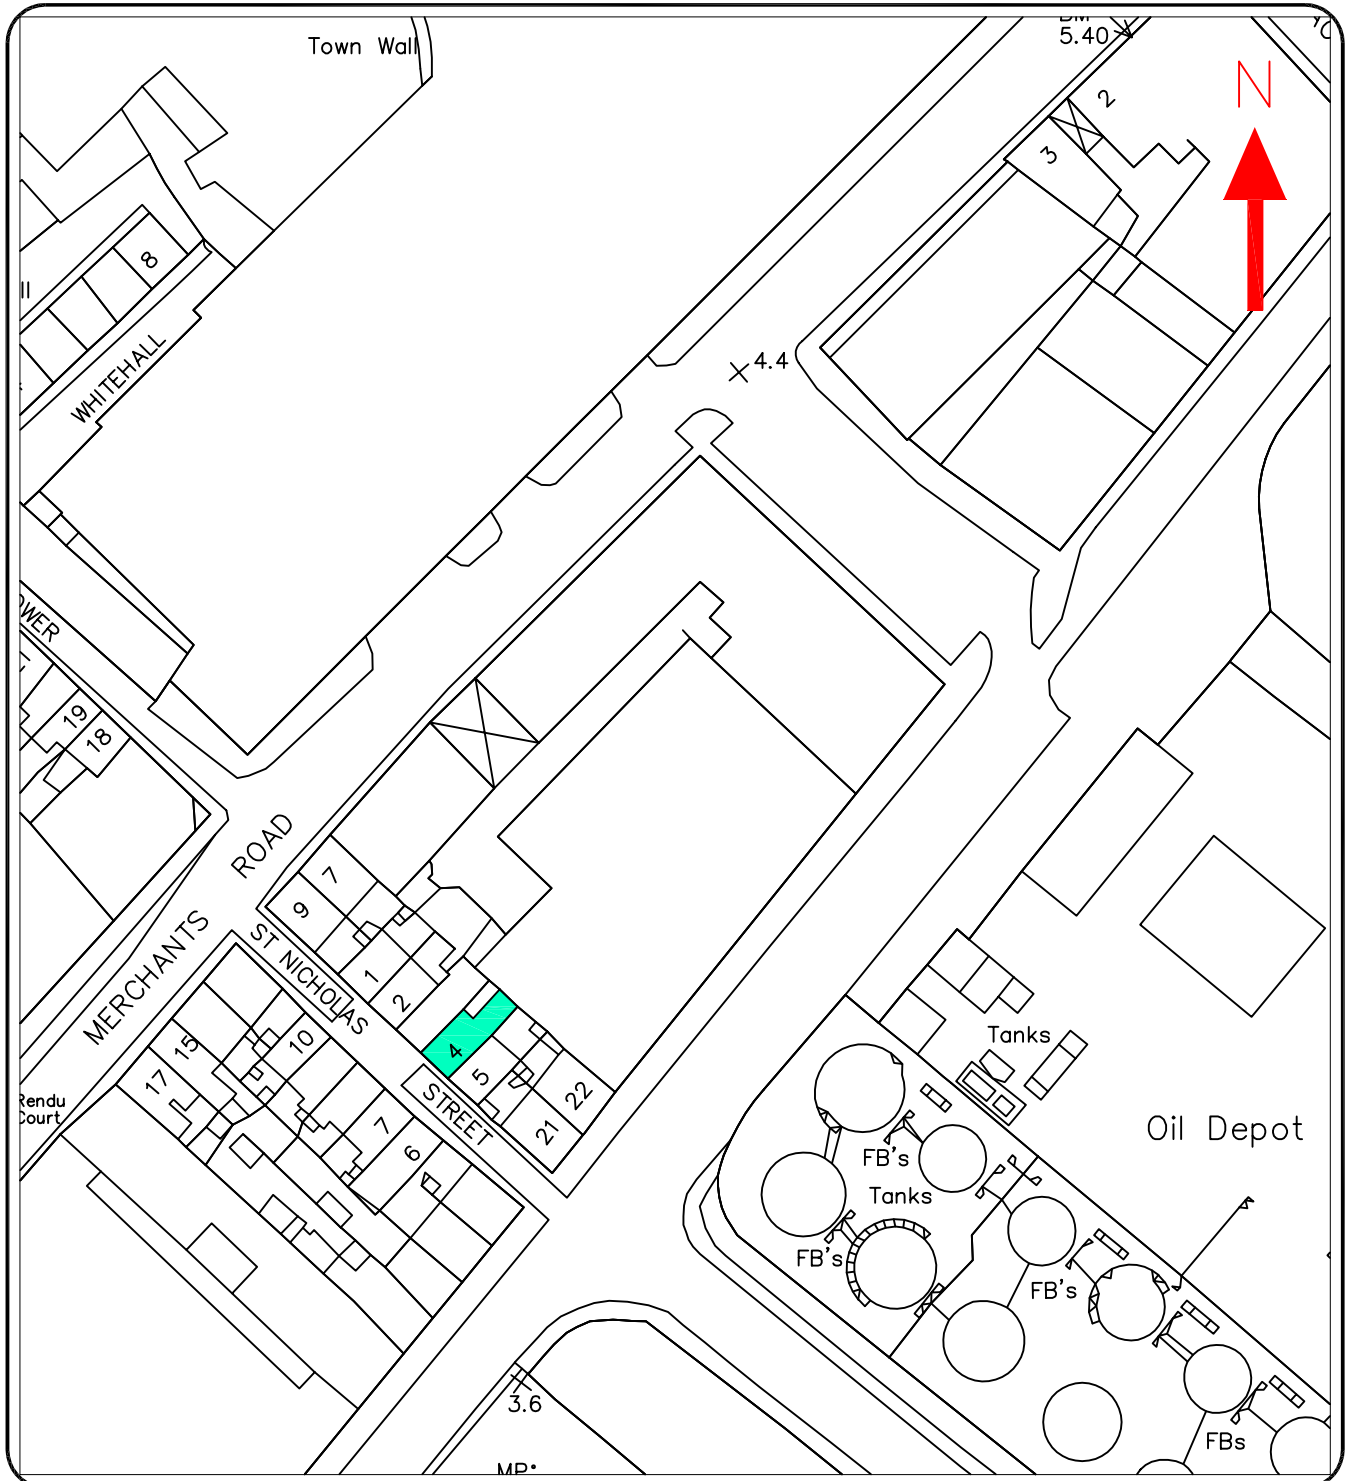 Town Wall
5.40
N
2
3
8
WHITEHALL
4.4
19
18
ROAD
7
9
MERCHANTS
ST NICHOLAS
1
2
4
5
STREET
22
21
15
10
17
7
6
Rendu
Court
Tanks
Oil Depot
FB's
Tanks
FB's
FB's
3.6
FBs